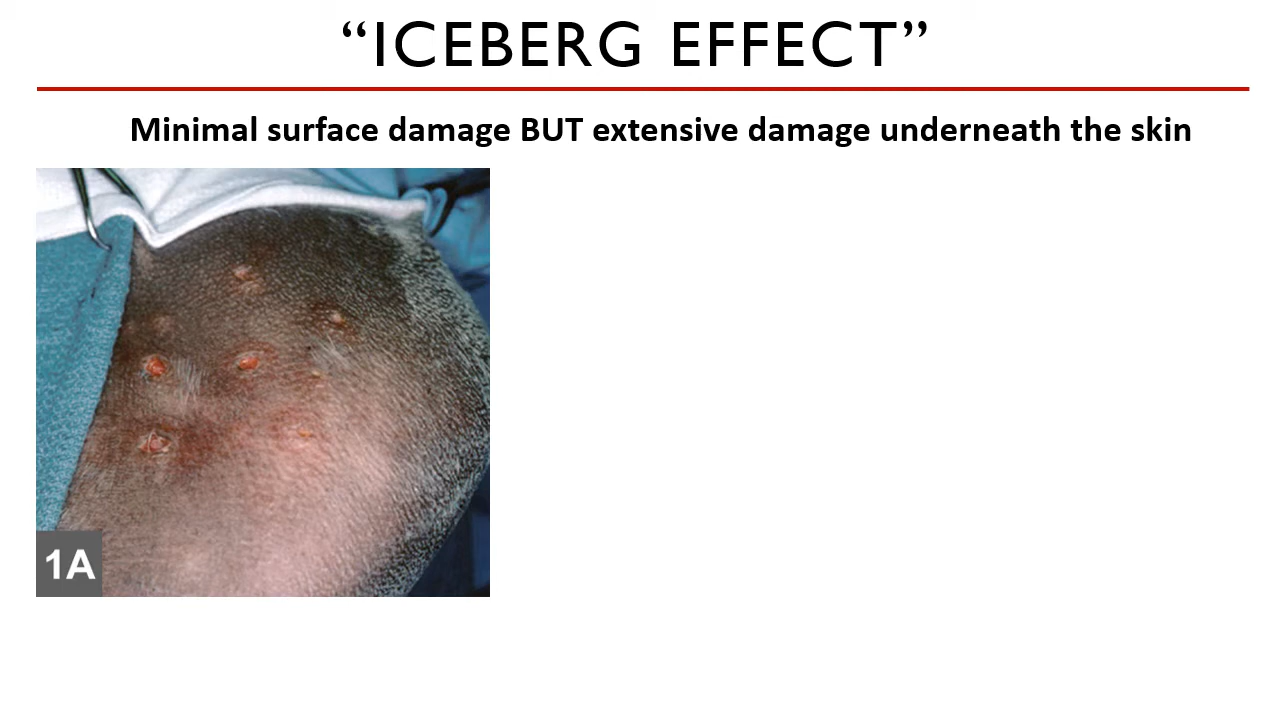 “ICEBERG EFFECT”
Minimal surface damage BUT extensive damage underneath the skin
1A